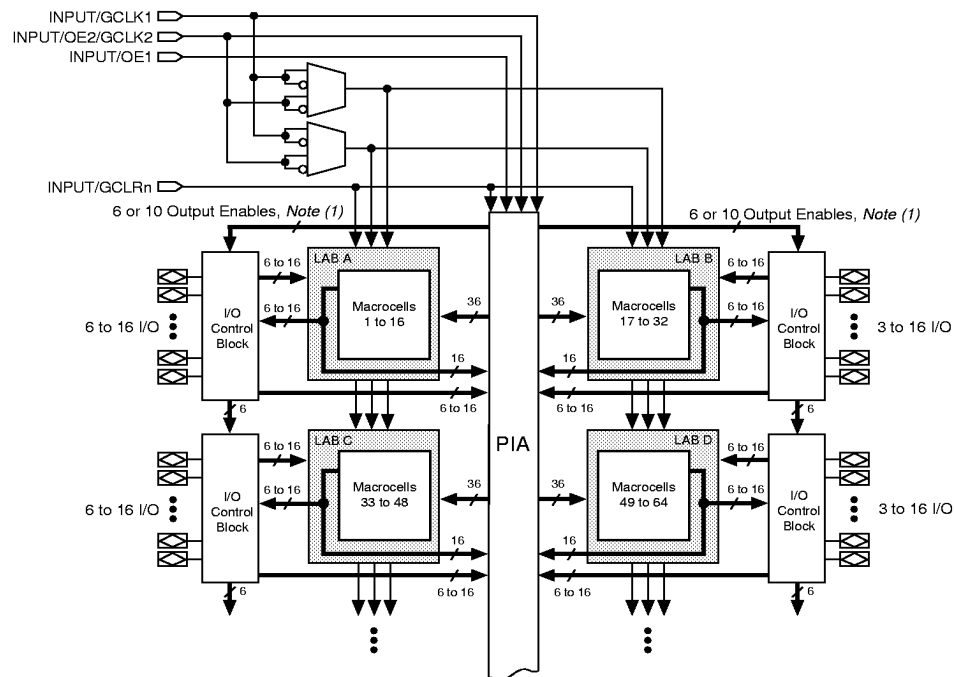 INPUT/GCLK1
INPUT/OE2/GCLK2
INPUT/OE1
INPUT/GCLRn
6 or 10 Output Enables, Note (1)
6 or 10 Output Enables, Note (1)
6 to 16
LAB A
LAB B
6 to 16
6 to 16 I/O
I/O
Control
Block
6 to 16
Macrocells
1 to 16
36
36
Macrocells
17 to 32
6 to 16
I/O
Control
Block
3 to 16 I/O
16
16
6 to 16
6 to 16
6
6
PIA
6 to 16
LAB C
LAB D
6 to 16
6 to 16 I/O
I/O
Control
Block
6 to 16
Macrocells
33 to 48
36
36
Macrocells
49 to 64
6 to 16
I/O
Control
Block
3 to 16 I/O
16
16
6 to 16
6 to 16
6
6